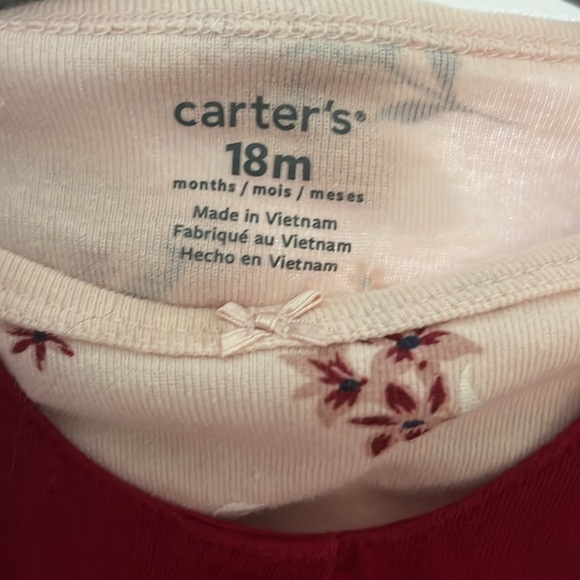 carter's®
18m
months / mois / meses
Made in Vietnam
Fabriqué au Vietnam
Hecho en Vietnam